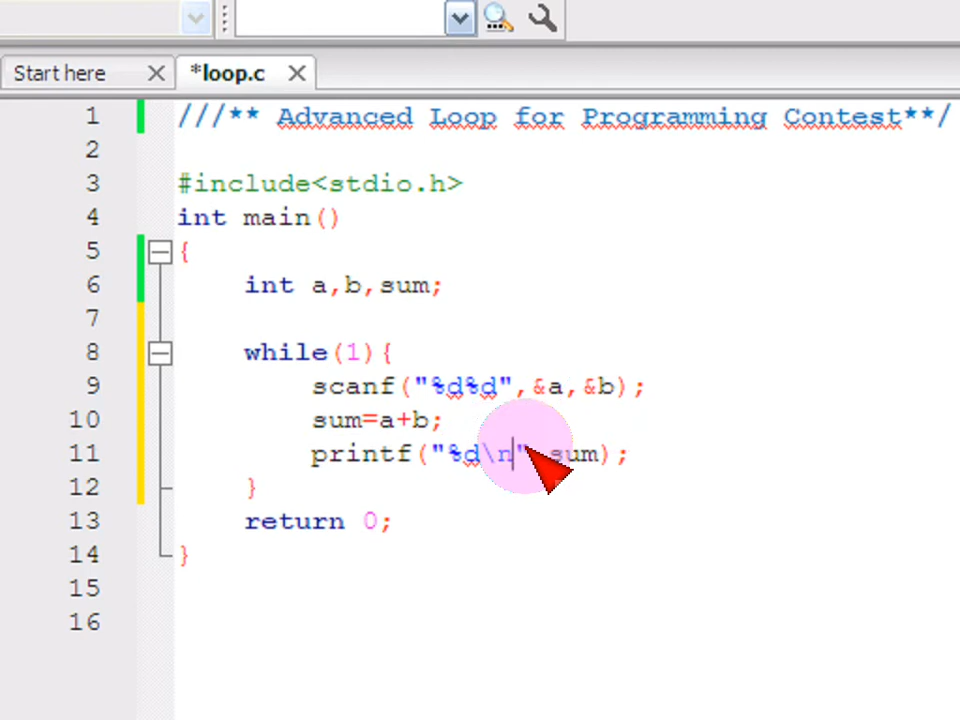 Start here
*loop.c
1 ///** Advanced Loop for Programming Contest**/
2
3 #include<stdio.h>
4 int main()
5 {
6 int a,b,sum;
7
8 while(1){
9 scanf("%d%d",&a,&b);
10 sum=a+b;
11 printf("%d\n",sum);
12 }
13 return 0;
14 }
15
16